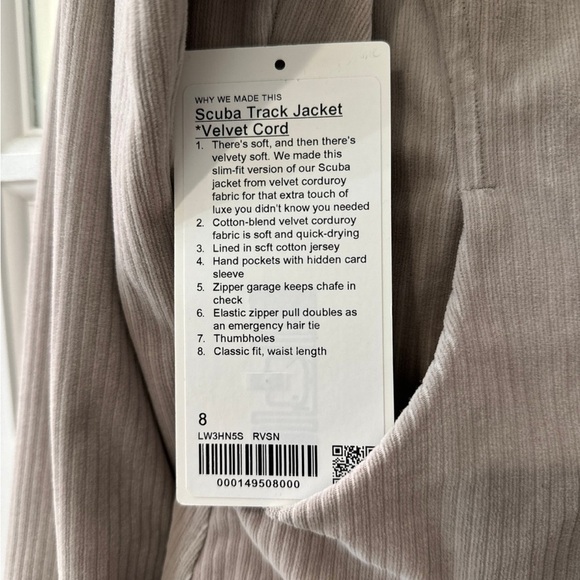 WHY WE MADE THIS
Scuba Track Jacket
*Velvet Cord
1. There's soft, and then there's
velvety soft. We made this
slim-fit version of our Scuba
jacket from velvet corduroy
fabric for that extra touch of
luxe you didn't know you needed
2. Cotton-blend velvet corduroy
fabric is soft and quick-drying
3. Lined in soft cotton jersey
4. Hand pockets with hidden card
sleeve
5. Zipper garage keeps chafe in
check
6. Elastic zipper pull doubles as
an emergency hair tie
7. Thumbholes
8. Classic fit, waist length
8
LW3HN5S RVSN
000149508000